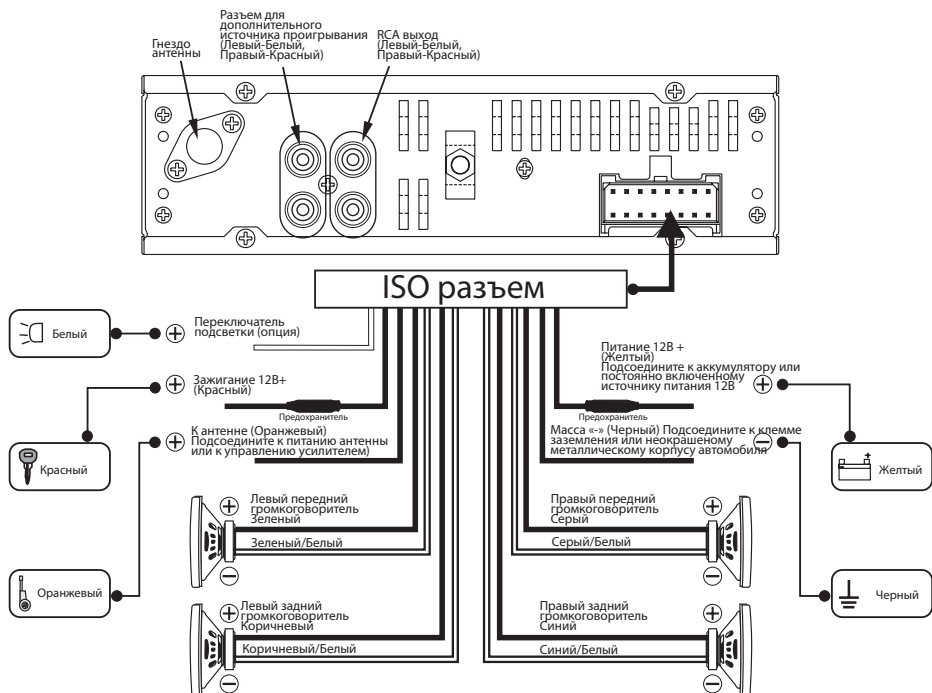 Разъем для
дополнительного
источника проигрывания
(Левый-Белый,
Правый-Красный)
RCA выход
(Левый-Белый,
Правый-Красный)
Гнездо
антенны
ISO разъем
Белый
Переключатель
подсветки (опция)
Зажигание 12В+
(Красный)
Предохранитель
Красный
К антенне (Оранжевый)
Подсоедините к питанию антенны
или к управлению усилителем)
Питание 12В +
(Желтый)
Подсоедините к аккумулятору или
постоянно включенному
источнику питания 12В
Предохранитель
Масса «-» (Черный) Подсоедините к клемме
заземления или неокрашеному
металлическому корпусу автомобиля
Желтый
Левый передний
громкоговоритель
Зеленый
Зеленый/Белый
Правый передний
громкоговоритель
Серый
Серый/Белый
Оранжевый
Черный
Левый задний
громкоговоритель
Коричневый
Коричневый/Белый
Правый задний
громкоговоритель
Синий
Синий/Белый